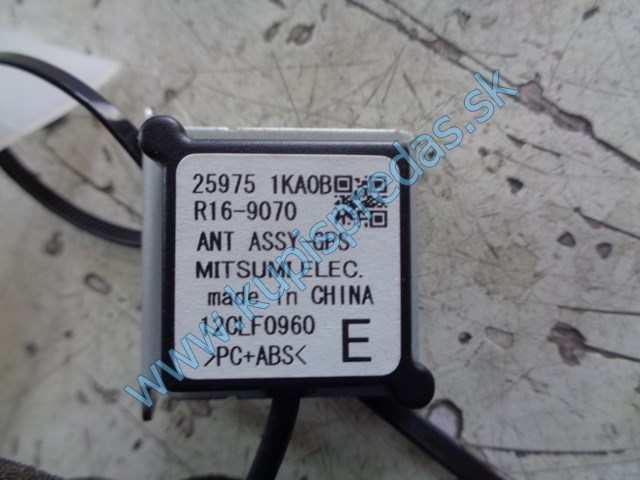 25975 1KA0B
R16-9070
ANT ASSY-GPS
MITSUMI ELEC.
made in CHINA
12CLF0960
>PC+ABS<
E
www.kupispredas.sk